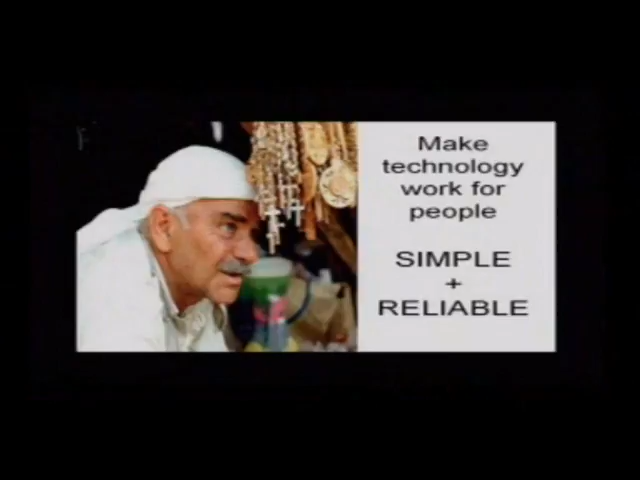 Make
technology
work for
people
SIMPLE
+
RELIABLE